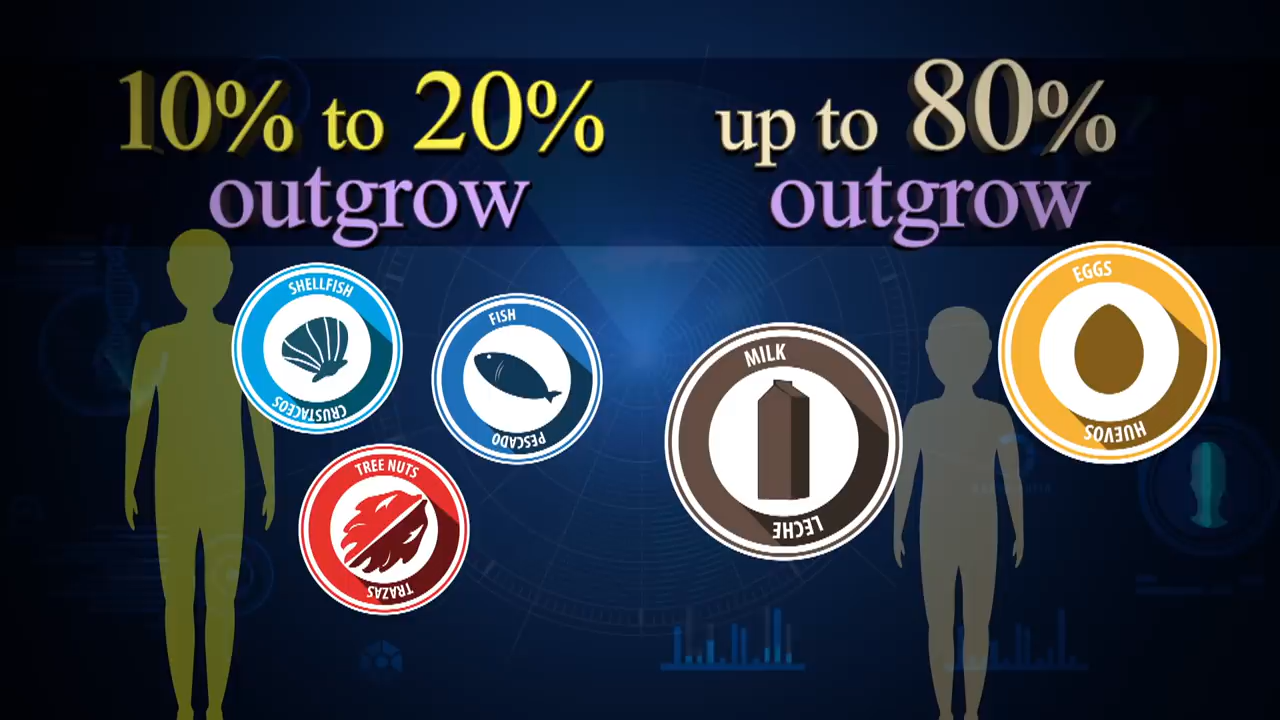 10% to 20%
outgrow
up to 80%
outgrow
SHELLFISH
CRUSTACEOS
FISH
PESCADO
TREE NUTS
TRAZAS
MILK
LECHE
EGGS
HUEVOS